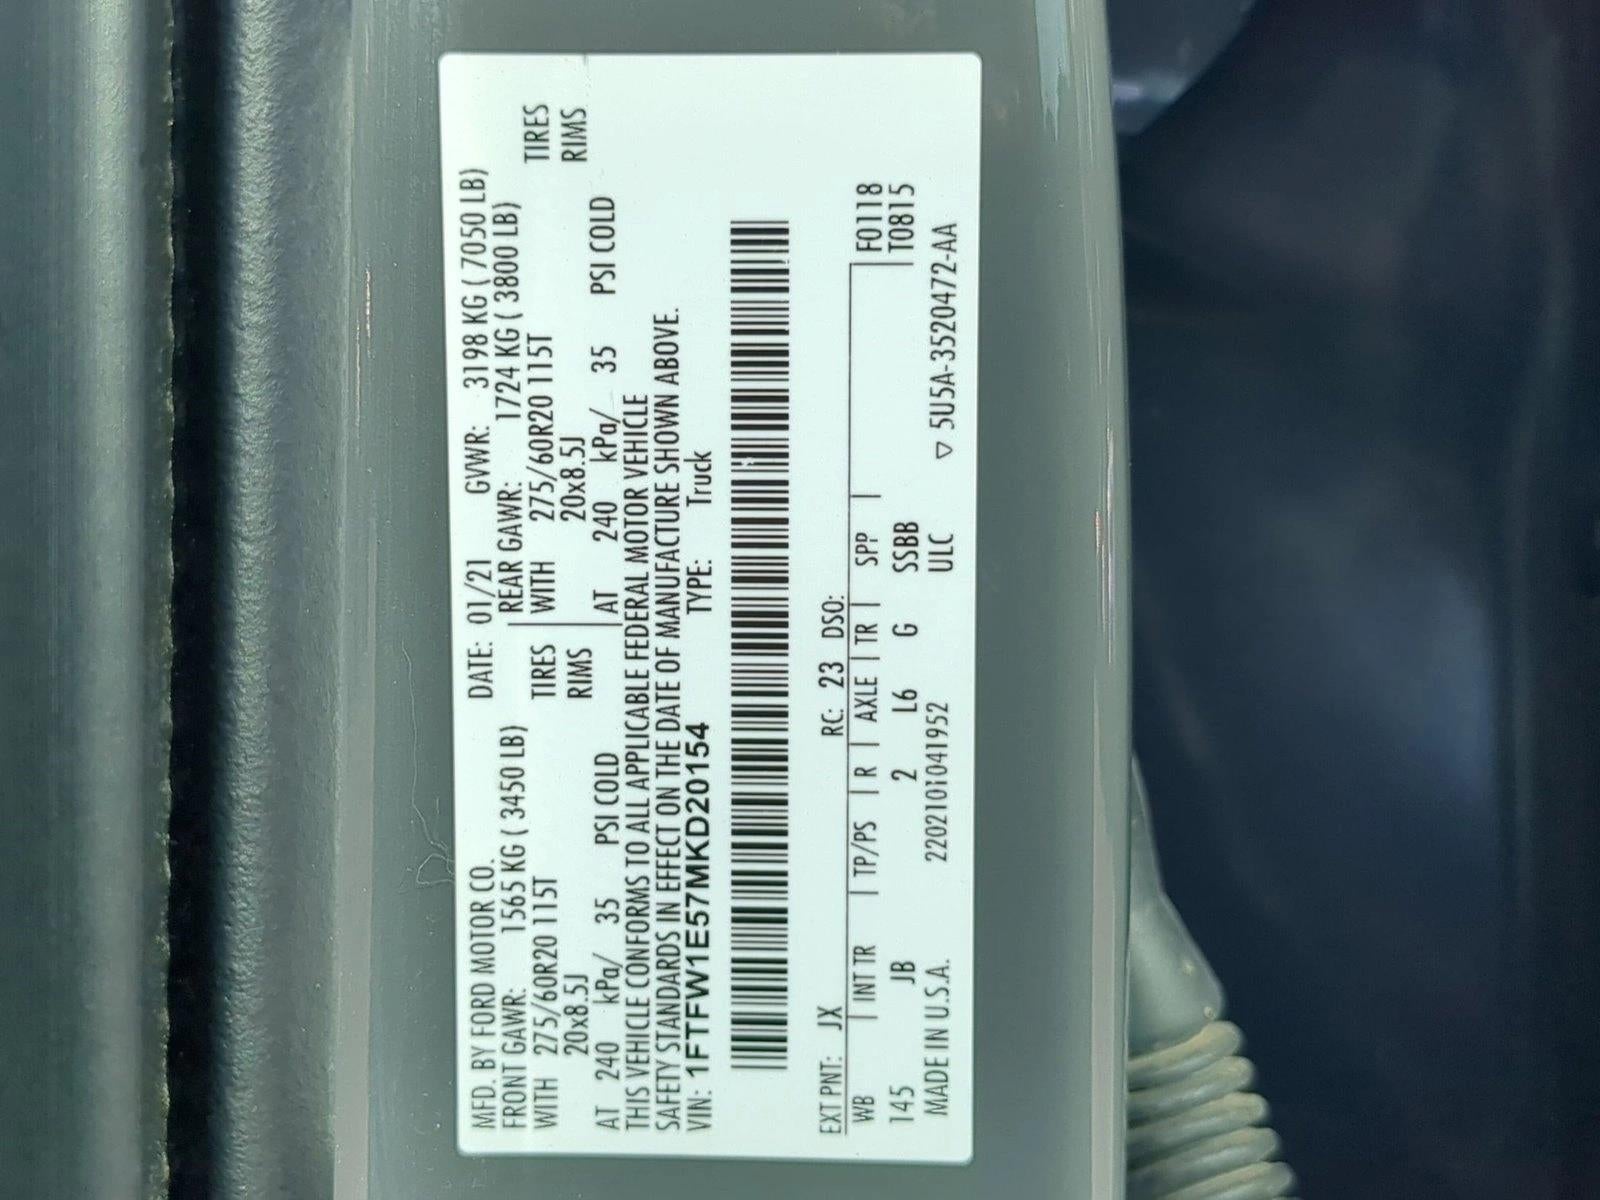 MFD. BY FORD MOTOR CO. DATE: 01/21 GVWR: 3198 KG ( 7050 LB)
FRONT GAWR: 1565 KG ( 3450 LB) REAR GAWR: 1724 KG ( 3800 LB)
WITH 275/60R20 115T TIRES WITH 275/60R20 115T TIRES
20x8.5J RIMS 20x8.5J RIMS
AT 240 kPa/ 35 PSI COLD AT 240 kPa/ 35 PSI COLD
THIS VEHICLE CONFORMS TO ALL APPLICABLE FEDERAL MOTOR VEHICLE
SAFETY STANDARDS IN EFFECT ON THE DATE OF MANUFACTURE SHOWN ABOVE.
VIN: 1FTFW1E57MKD20154 TYPE: Truck
EXT PNT: JX RC: 23 DSO:
WB | INT TR | TP/PS | R | AXLE | TR | SPP | F0118
145 JB 2 L6 G SSBB T0815
MADE IN U.S.A. 2202101041952 ULC ▽ 5U5A-3520472-AA